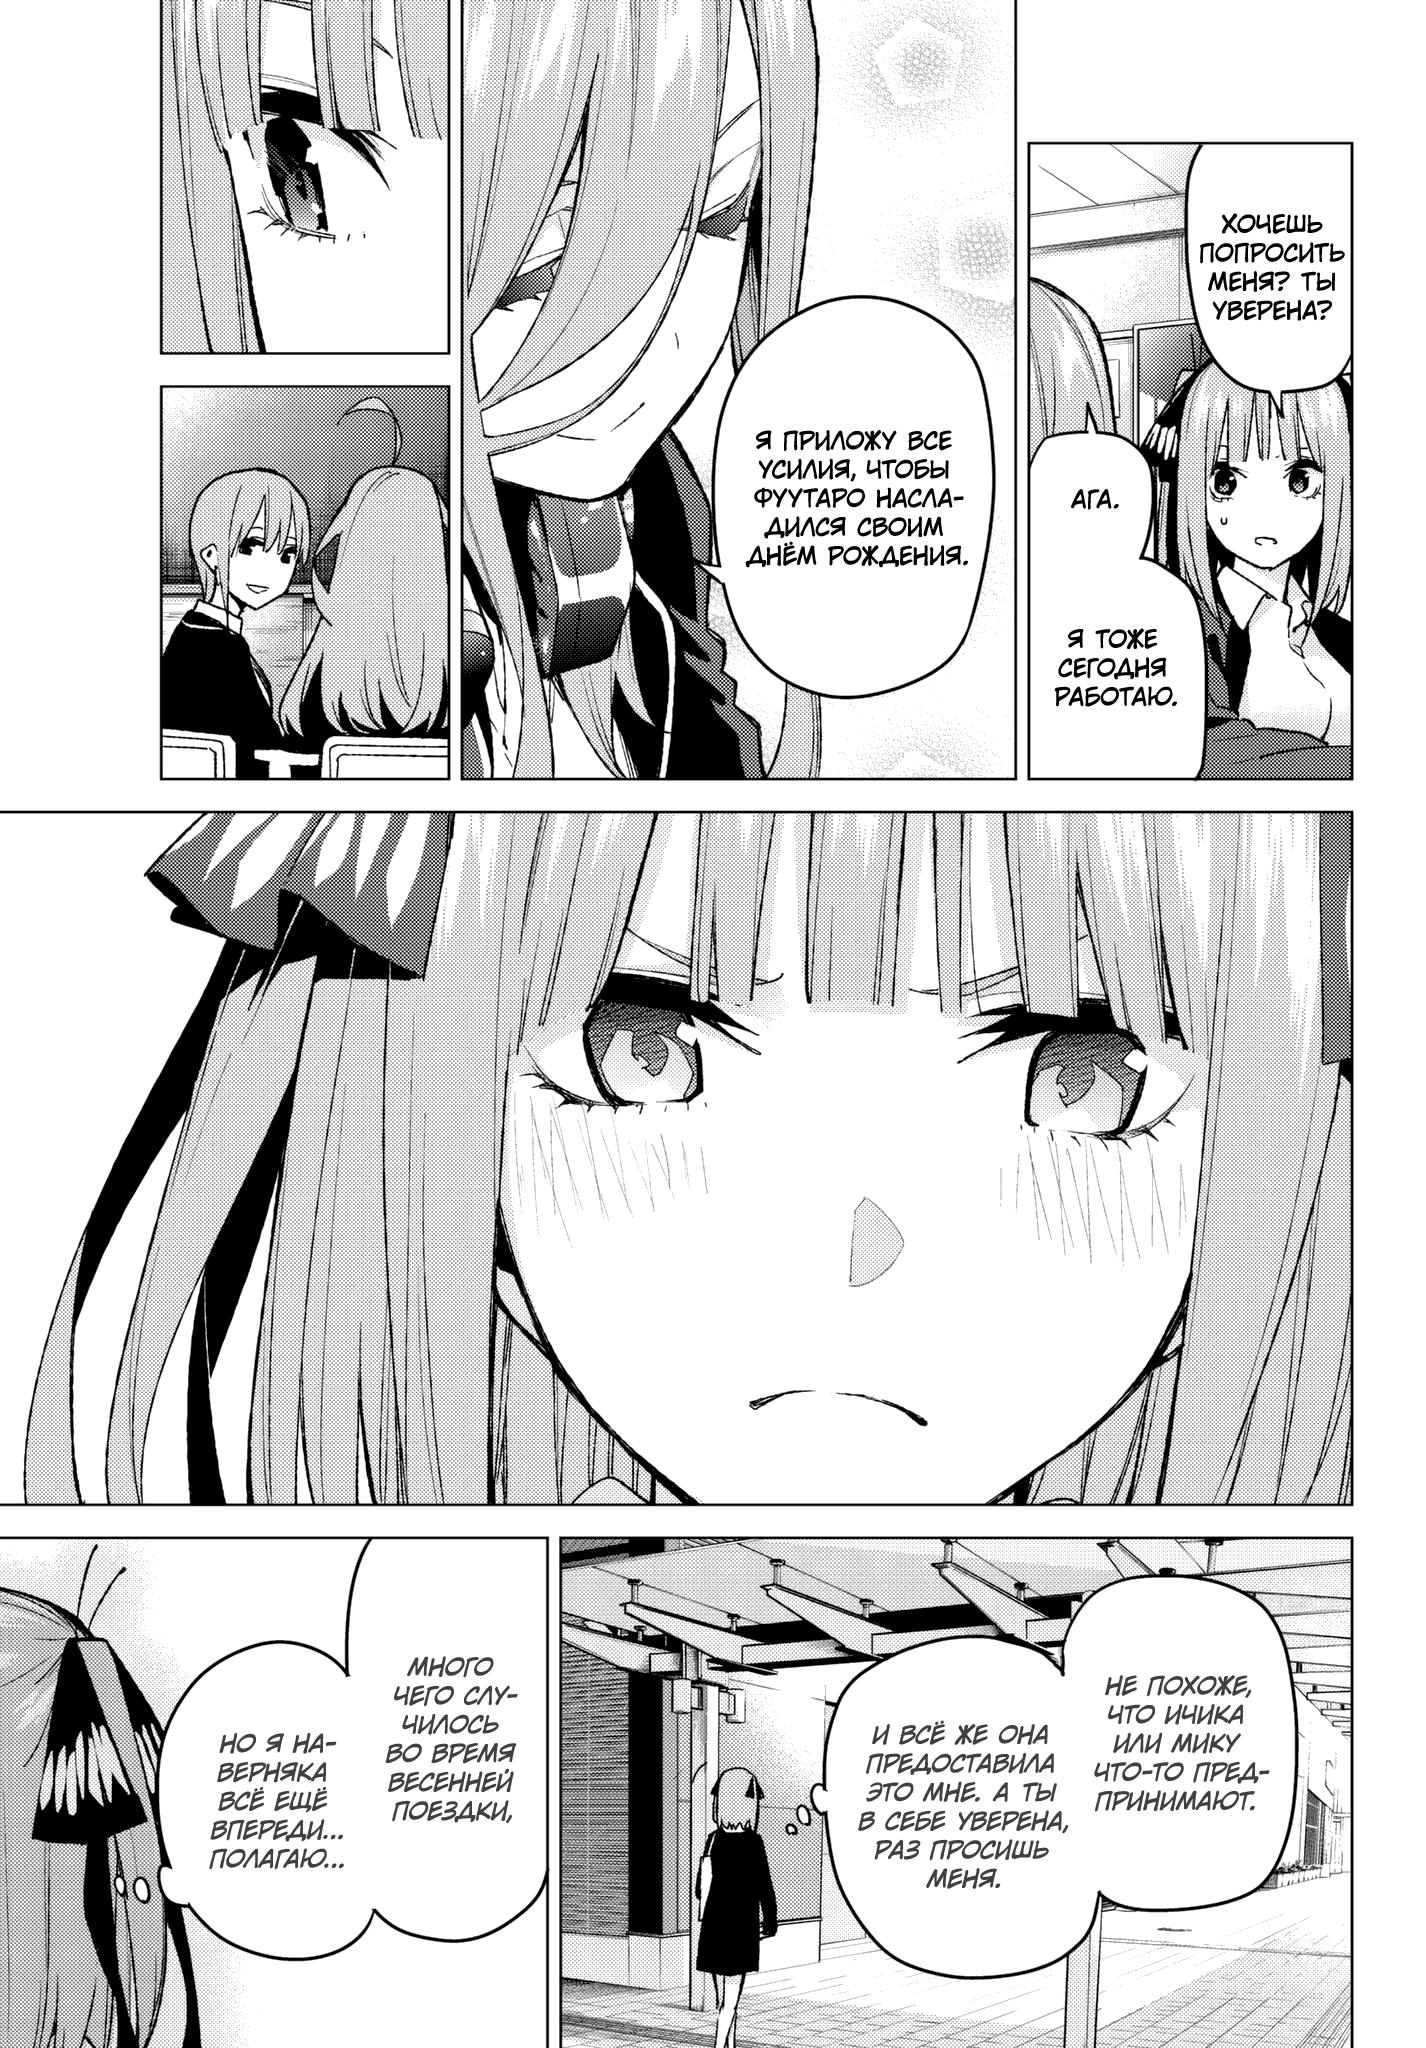 ХОЧЕШЬ
ПОПРОСИТЬ
МЕНЯ? ТЫ
УВЕРЕНА?
АГА.
Я ТОЖЕ
СЕГОДНЯ
РАБОТАЮ.
Я ПРИЛОЖУ ВСЕ
УСИЛИЯ, ЧТОБЫ
ФУУТАРО НАСЛА-
ДИЛСЯ СВОИМ
ДНЁМ РОЖДЕНИЯ.
НЕ ПОХОЖЕ,
ЧТО ИЧИКА
ИЛИ МИКУ
ЧТО-ТО ПРЕД-
ПРИНИМАЮТ.
И ВСЁ ЖЕ ОНА
ПРЕДОСТАВИЛА
ЭТО МНЕ. А ТЫ
В СЕБЕ УВЕРЕНА,
РАЗ ПРОСИШЬ
МЕНЯ.
МНОГО
ЧЕГО СЛУ-
ЧИЛОСЬ
ВО ВРЕМЯ
ВЕСЕННЕЙ
ПОЕЗДКИ,
НО Я НА-
ВЕРНЯКА
ВСЁ ЕЩЁ
ВПЕРЕДИ...
ПОЛАГАЮ...